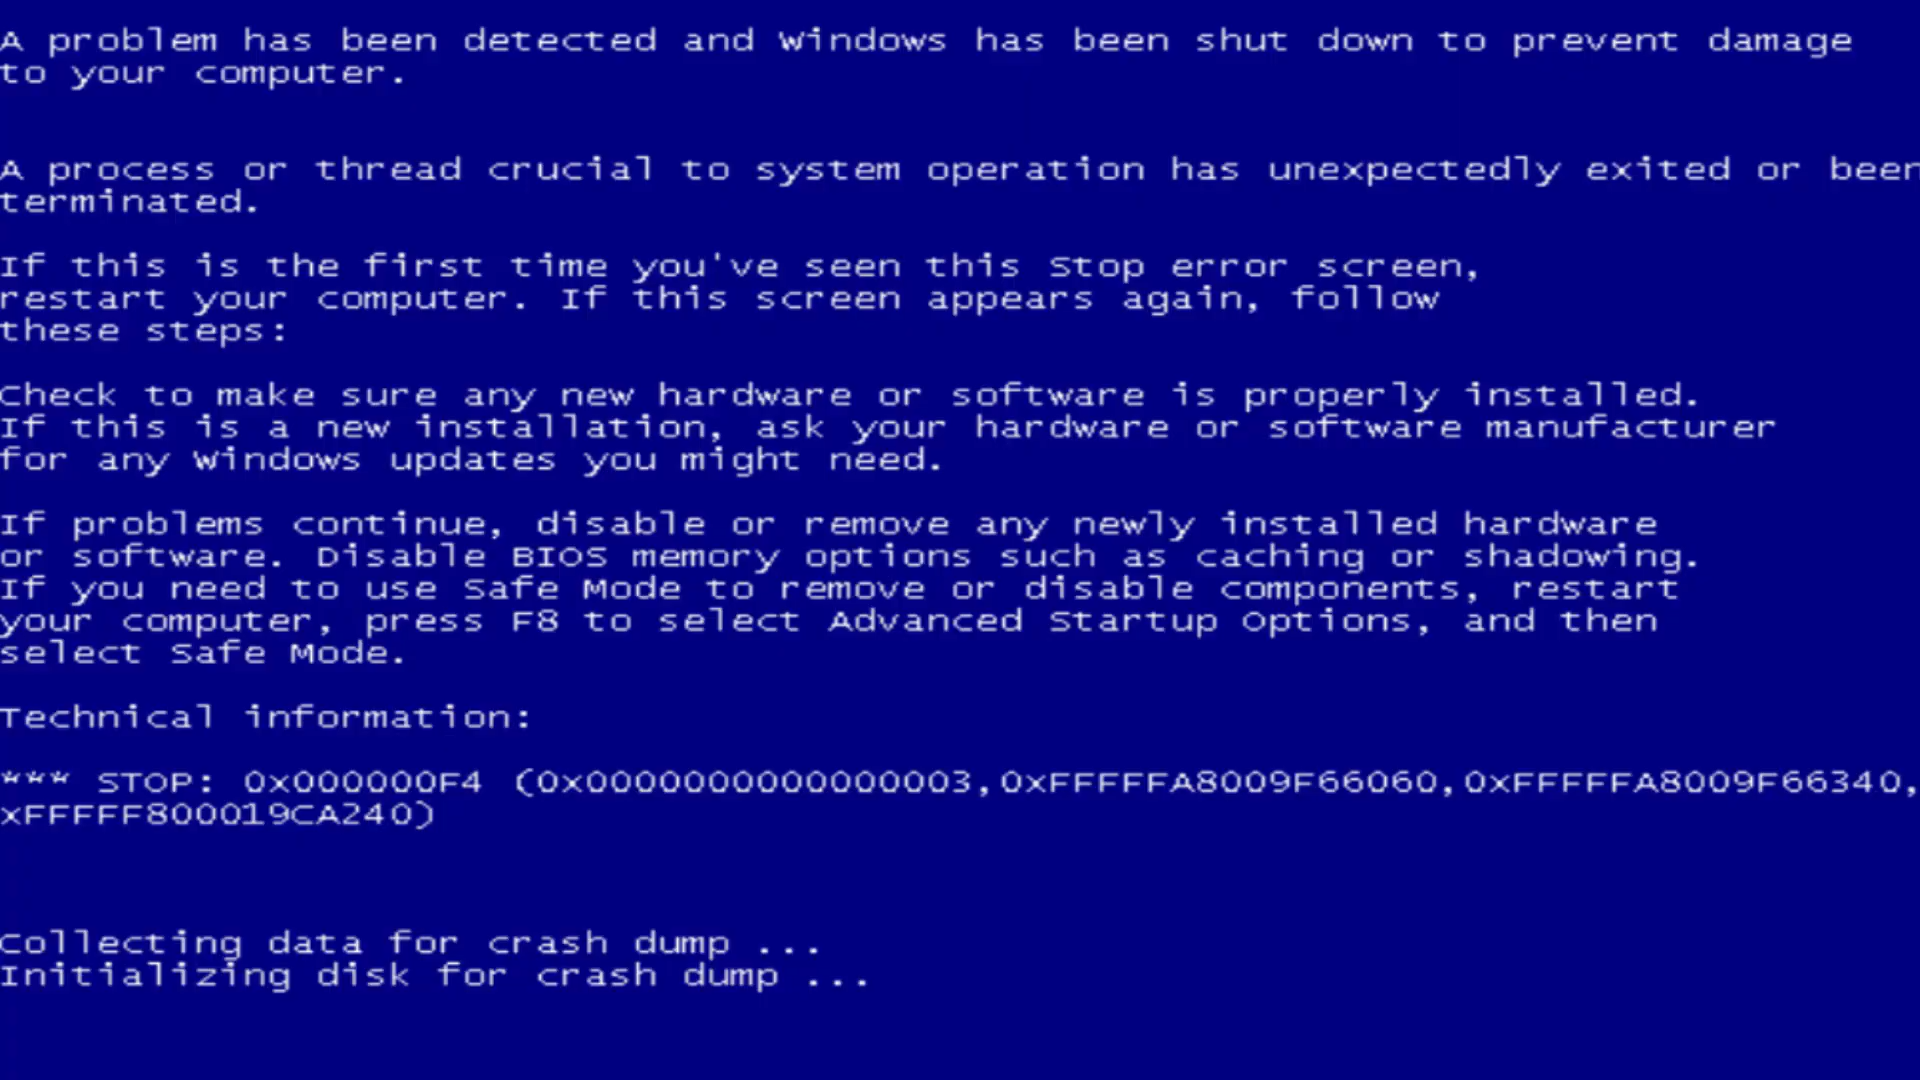 A problem has been detected and Windows has been shut down to prevent damage
to your computer.
A process or thread crucial to system operation has unexpectedly exited or been
terminated.
If this is the first time you've seen this Stop error screen,
restart your computer. If this screen appears again, follow
these steps:
Check to make sure any new hardware or software is properly installed.
If this is a new installation, ask your hardware or software manufacturer
for any Windows updates you might need.
If problems continue, disable or remove any newly installed hardware
or software. Disable BIOS memory options such as caching or shadowing.
If you need to use Safe Mode to remove or disable components, restart
your computer, press F8 to select Advanced Startup Options, and then
select Safe Mode.
Technical information:
*** STOP: 0x000000F4 (0x0000000000000003,0xFFFFFA8009F66060,0xFFFFFA8009F66340,
xFFFFF800019CA240)
Collecting data for crash dump ...
Initializing disk for crash dump ...